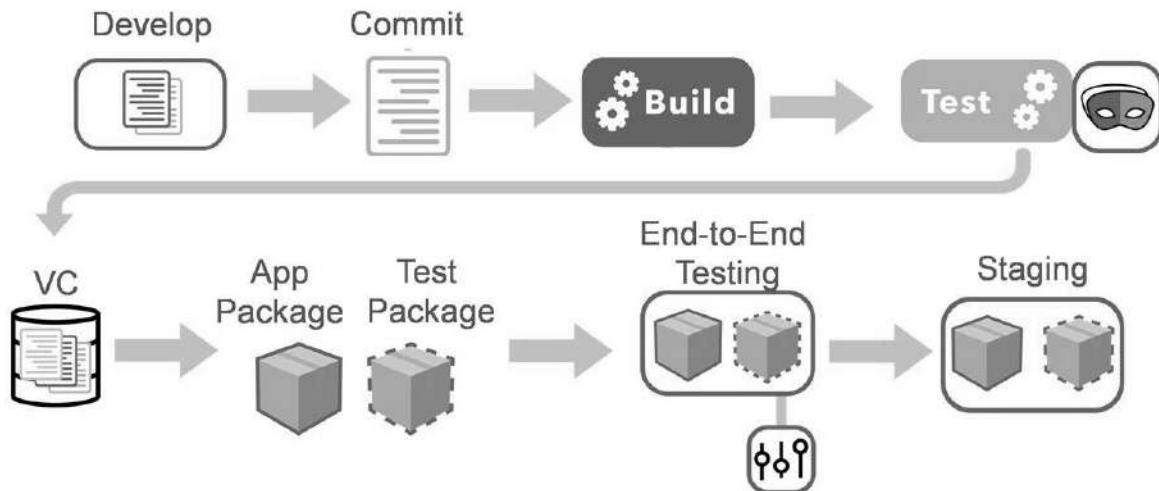 Develop
Commit
Build
Test
VC
App
Package
Test
Package
End-to-End
Testing
Staging